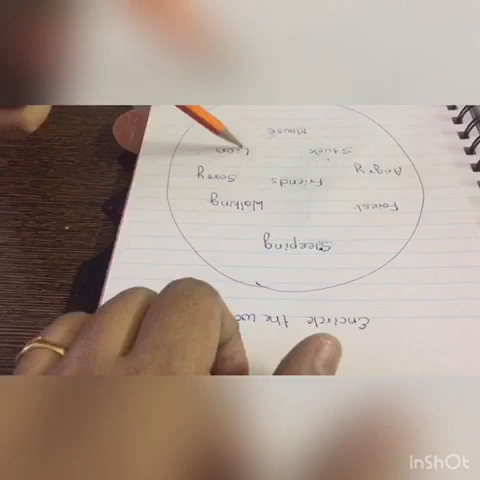 Encircle the
Sleeping
Forest Walking
Friends
Angry Sorry
Stuck Lion
Mouse
InShOt